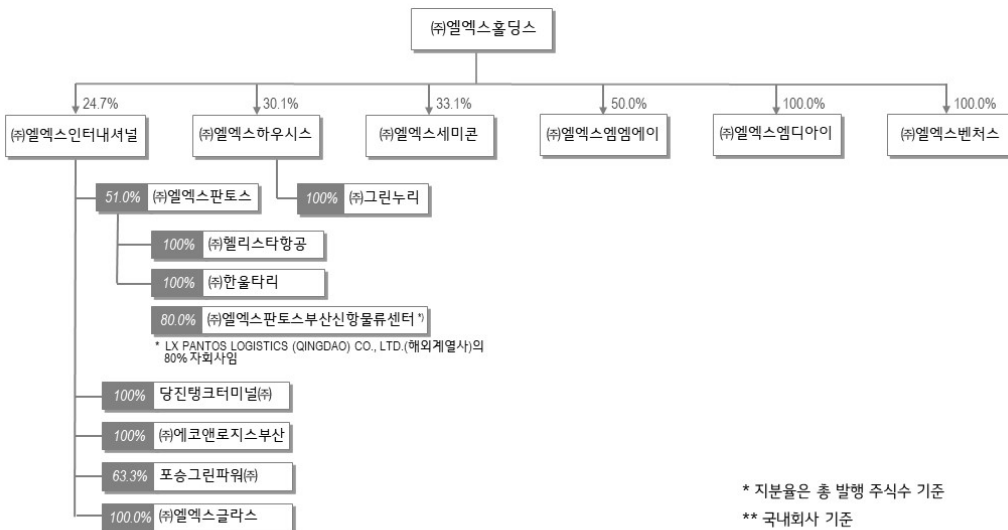 ㈜엘엑스홀딩스
24.7%
30.1%
33.1%
50.0%
100.0%
100.0%
㈜엘엑스인터내셔널
㈜엘엑스하우시스
㈜엘엑스세미콘
㈜엘엑스엠엠에이
㈜엘엑스엠디아이
㈜엘엑스벤처스
51.0% ㈜엘엑스판토스
100% ㈜그린누리
100% ㈜헬리스타항공
100% ㈜한울타리
80.0% ㈜엘엑스판토스부산신항물류센터 *)
* LX PANTOS LOGISTICS (QINGDAO) CO., LTD.(해외계열사)의
80% 자회사임
100% 당진탱크터미널㈜
100% ㈜에코앤로지스부산
63.3% 포승그린파워㈜
100.0% ㈜엘엑스글라스
* 지분율은 총 발행 주식수 기준
** 국내회사 기준